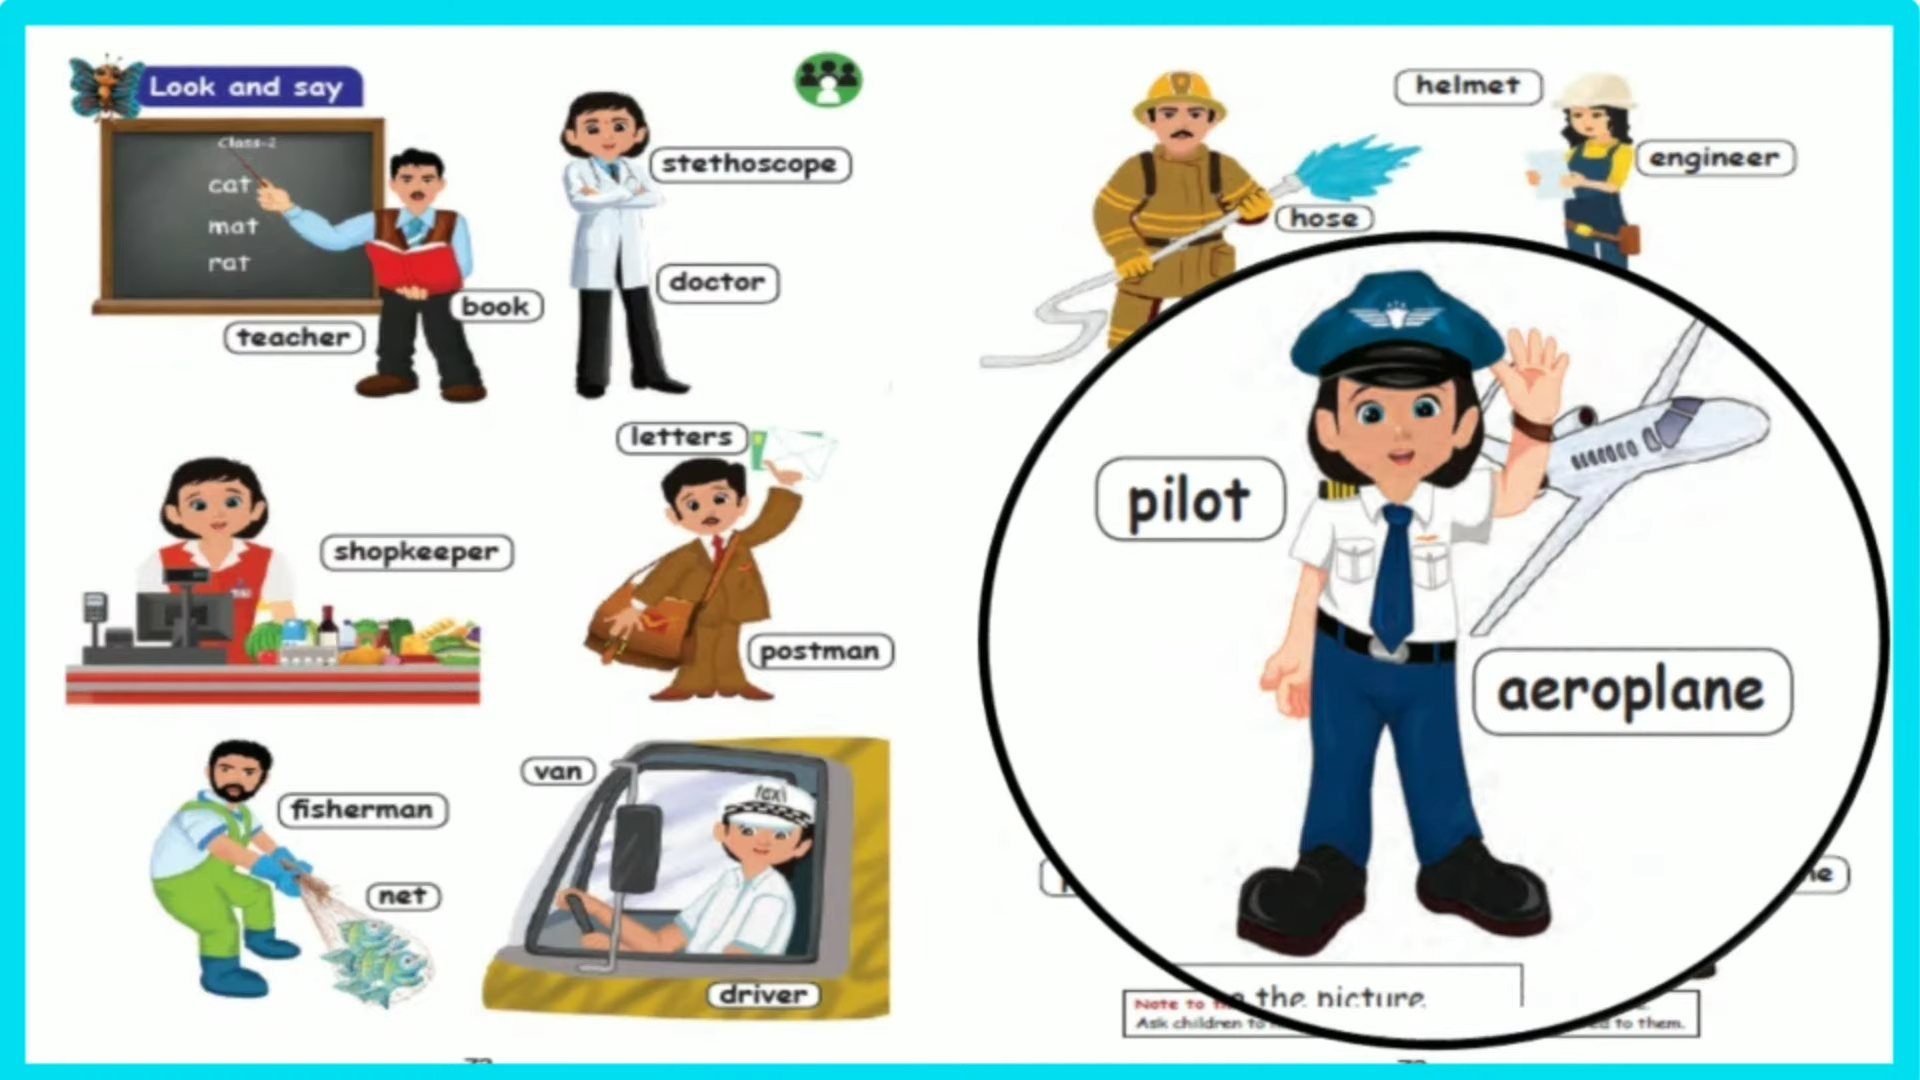 Look and say
Class-2
cat
mat
rat
book
teacher
stethoscope
doctor
shopkeeper
letters
postman
fisherman
net
van
taxi
driver
helmet
engineer
hose
pilot
aeroplane
the picture.
Note to
Ask children to
to them.